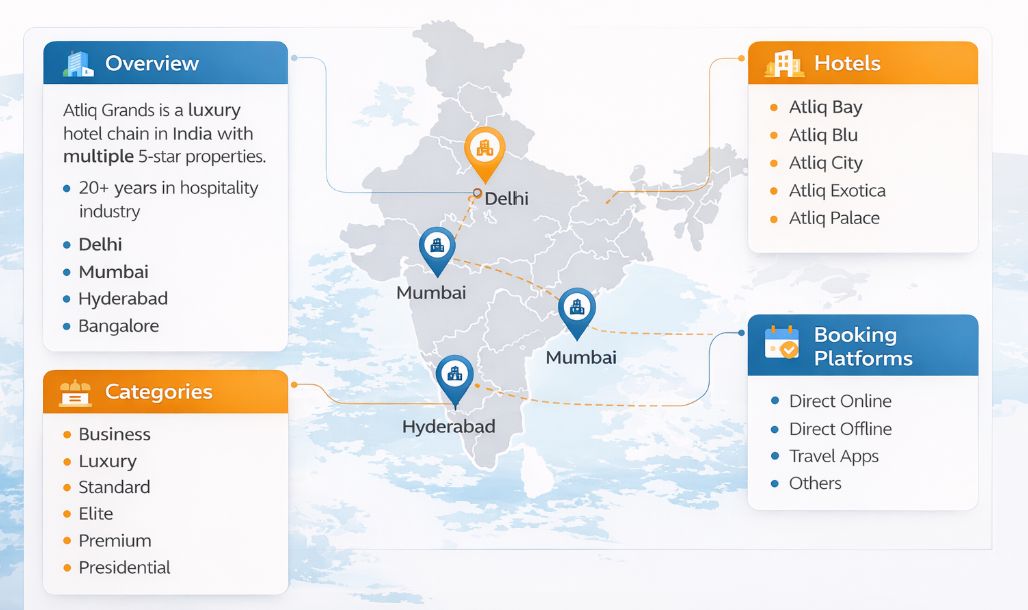 Overview
Atliq Grands is a luxury
hotel chain in India with
multiple 5-star properties.
20+ years in hospitality
industry
Delhi
Mumbai
Hyderabad
Bangalore
Categories
Business
Luxury
Standard
Elite
Premium
Presidential
Delhi
Mumbai
Mumbai
Hyderabad
Hotels
Atliq Bay
Atliq Blu
Atliq City
Atliq Exotica
Atliq Palace
Booking
Platforms
Direct Online
Direct Offline
Travel Apps
Others